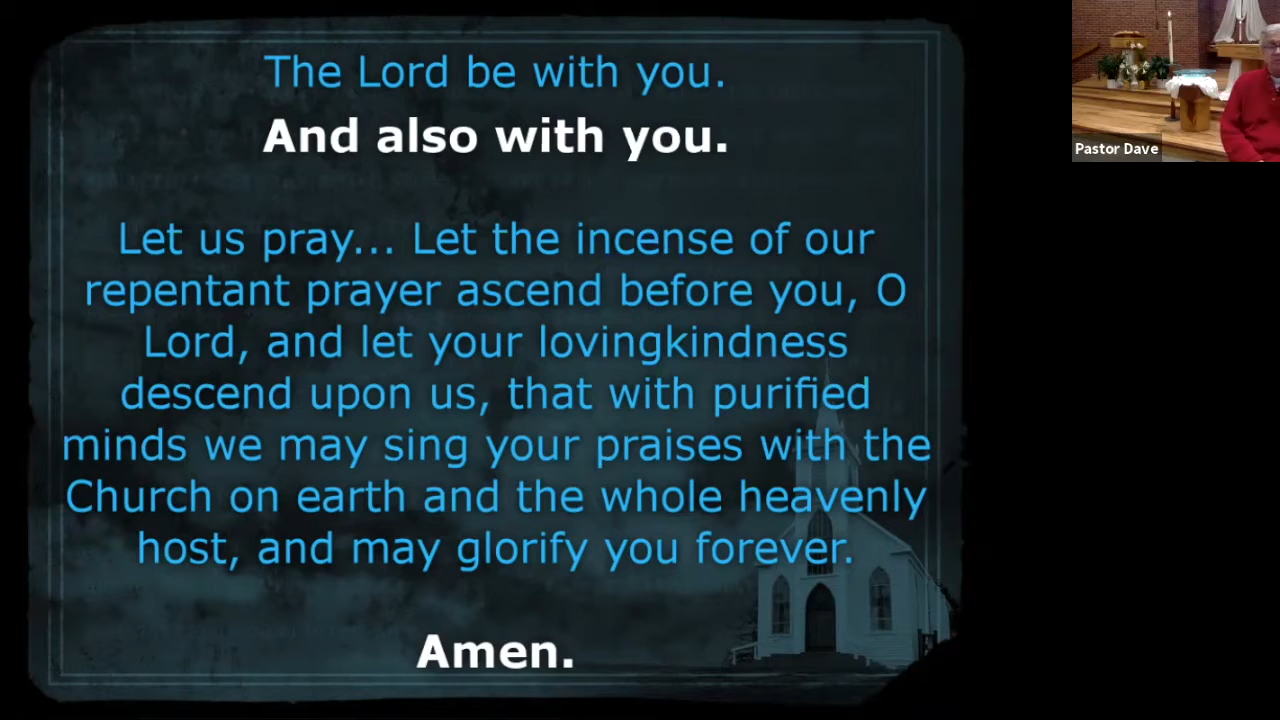 The Lord be with you.
And also with you.
Let us pray... Let the incense of our
repentant prayer ascend before you, O
Lord, and let your lovingkindness
descend upon us, that with purified
minds we may sing your praises with the
Church on earth and the whole heavenly
host, and may glorify you forever.
Amen.
Pastor Dave